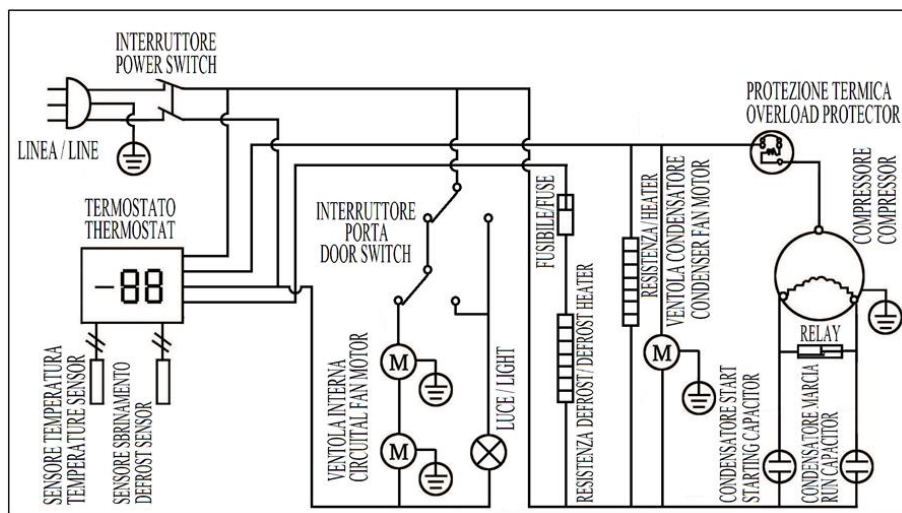 INTERRUTTORE
POWER SWITCH
LINEA / LINE
PROTEZIONE TERMICA
OVERLOAD PROTECTOR
TERMOSTATO
THERMOSTAT
-88
INTERRUTTORE
PORTA
DOOR SWITCH
FUSIBILE/FUSE
RESISTENZA/HEATER
VENTOLA CONDENSATORE
CONDENSER FAN MOTOR
COMPRESSORE
COMPRESSOR
SENSORE TEMPERATURA
TEMPERATURE SENSOR
SENSORE SBRINAMENTO
DEFROST SENSOR
VENTOLA INTERNA
CIRCUITAL FAN MOTOR
M
M
LUCE / LIGHT
RESISTENZA DEFROST / DEFROST HEATER
M
RELAY
CONDENSATORE START
STARTING CAPACITOR
CONDENSATORE MARCIA
RUN CAPACITOR